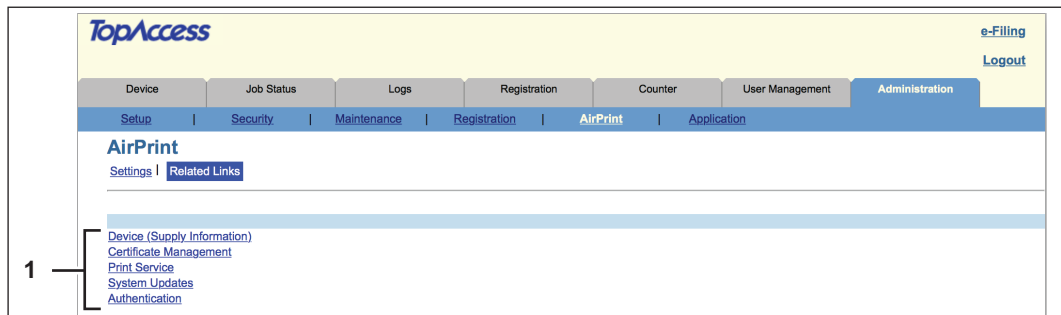 TopAccess
e-Filing
Logout
Device Job Status Logs Registration Counter User Management Administration
Setup | Security | Maintenance | Registration | AirPrint | Application
AirPrint
Settings | Related Links
Device (Supply Information)
Certificate Management
1
Print Service
System Updates
Authentication